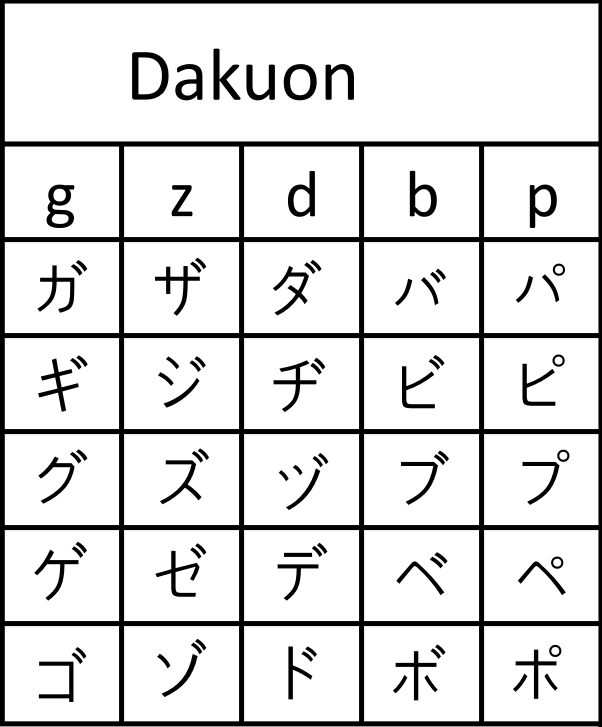 Dakuon
g z d b p
ガ ザ ダ バ パ
ギ ジ ヂ ビ ピ
グ ズ ヅ ブ プ
ゲ ゼ デ ベ ペ
ゴ ゾ ド ボ ポ